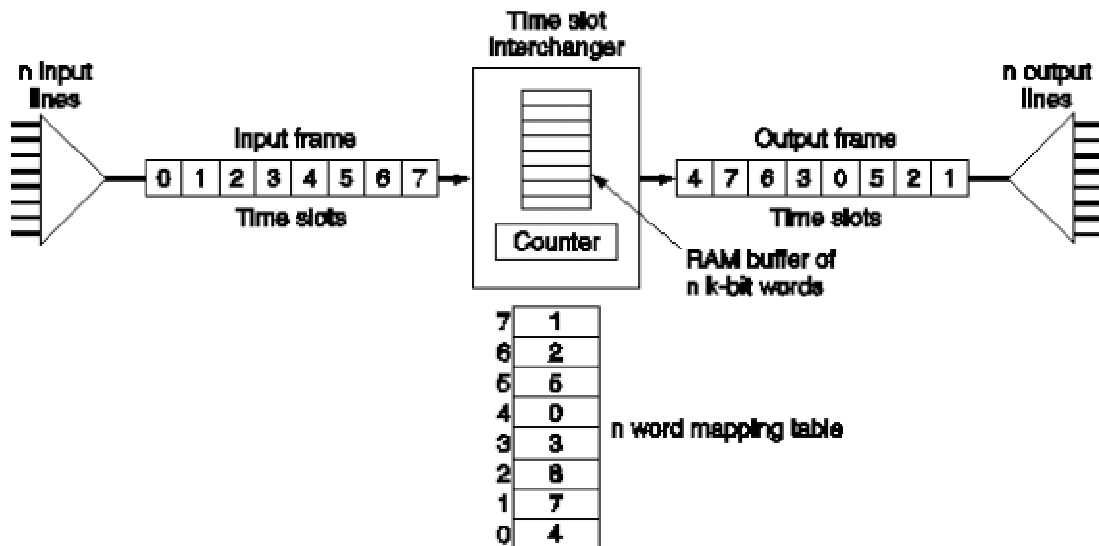 Time slot
interchanger
n input
lines
n output
lines
Input frame
Output frame
0 1 2 3 4 5 6 7
4 7 6 3 0 5 2 1
Time slots
Time slots
Counter
RAM buffer of
n k-bit words
7 1
6 2
5 5
4 0
3 3
2 6
1 7
0 4
n word mapping table